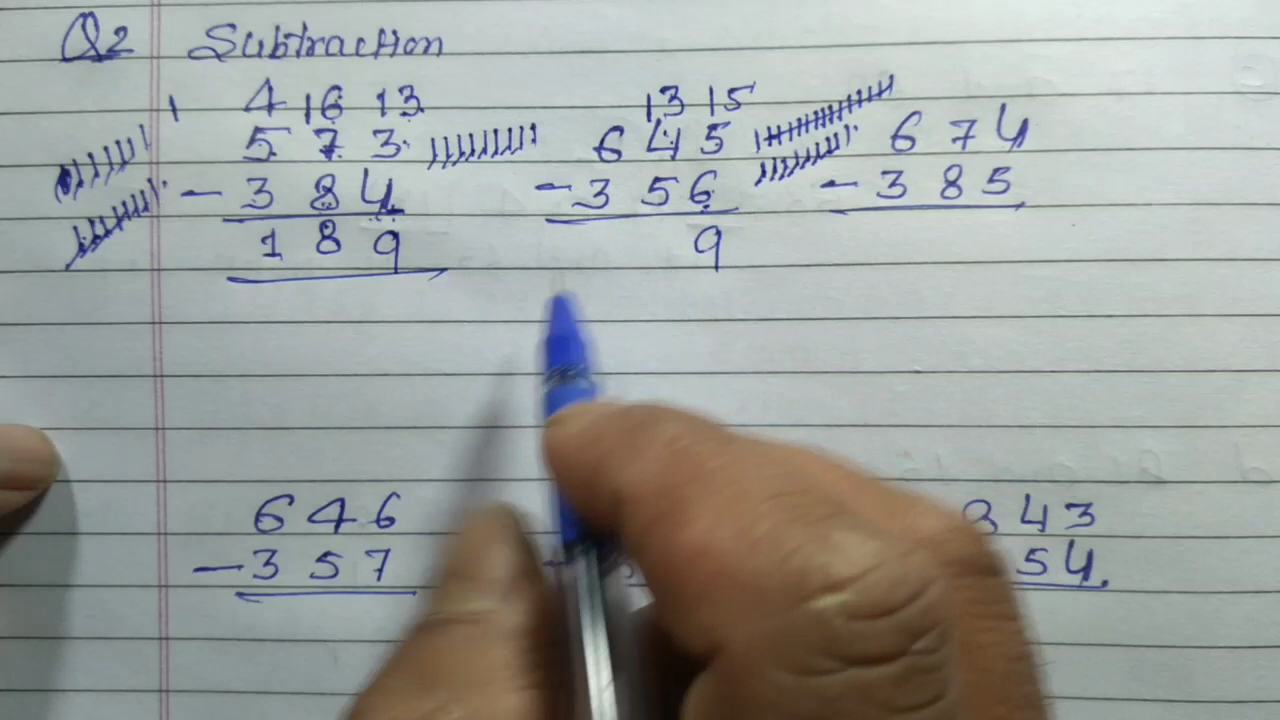 Q2 Subtraction
4 16 13 13 15
5 7 3 6 4 5 6 7 4
- 3 8 4 - 3 5 6 - 3 8 5
1 8 9 9
6 4 6 4 3
- 3 5 7 5 4